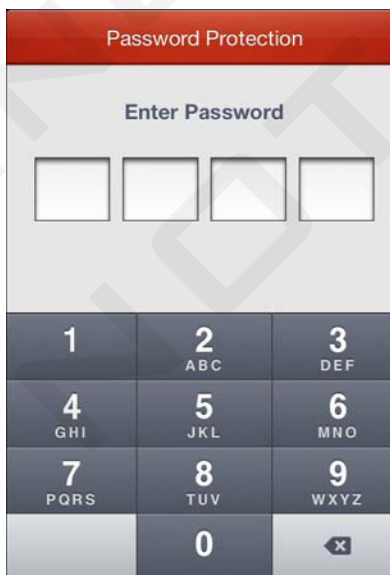 Password Protection
Enter Password
1 2 3
ABC DEF
4 5 6
GHI JKL MNO
7 8 9
PQRS TUV WXYZ
0